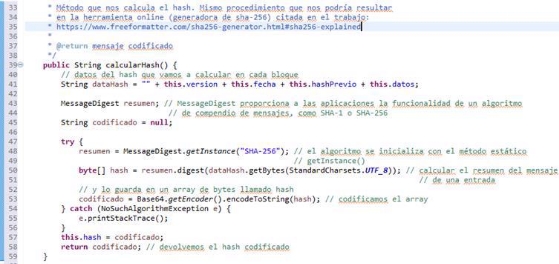 33 * Método que nos calcula el hash. Mismo procedimiento que nos podría resultar
34 * en la herramienta online (generadora de sha-256) citada en el trabajo:
35 * https://www.freeformatter.com/sha256-generator.html#sha256-explained
36 *
37 * @return mensaje codificado
38 */
39 public String calcularHash() {
40 // datos del hash que vamos a calcular en cada bloque
41 String dataHash = "" + this.version + this.fecha + this.hashPrevio + this.datos;
42
43 MessageDigest resumen; // MessageDigest proporciona a las aplicaciones la funcionalidad de un algoritmo
44 // de compendio de mensajes, como SHA-1 o SHA-256
45 String codificado = null;
46
47 try {
48 resumen = MessageDigest.getInstance("SHA-256"); // el algoritmo se inicializa con el método estático
49 // getInstance()
50 byte[] hash = resumen.digest(dataHash.getBytes(StandardCharsets.UTF_8)); // calcular el resumen del mensaje
51 // de una entrada
52 // y lo guarda en un array de bytes llamado hash
53 codificado = Base64.getEncoder().encodeToString(hash); // codificamos el array
54 } catch (NoSuchAlgorithmException e) {
55 e.printStackTrace();
56 }
57 this.hash = codificado;
58 return codificado; // devolvemos el hash codificado
59 }